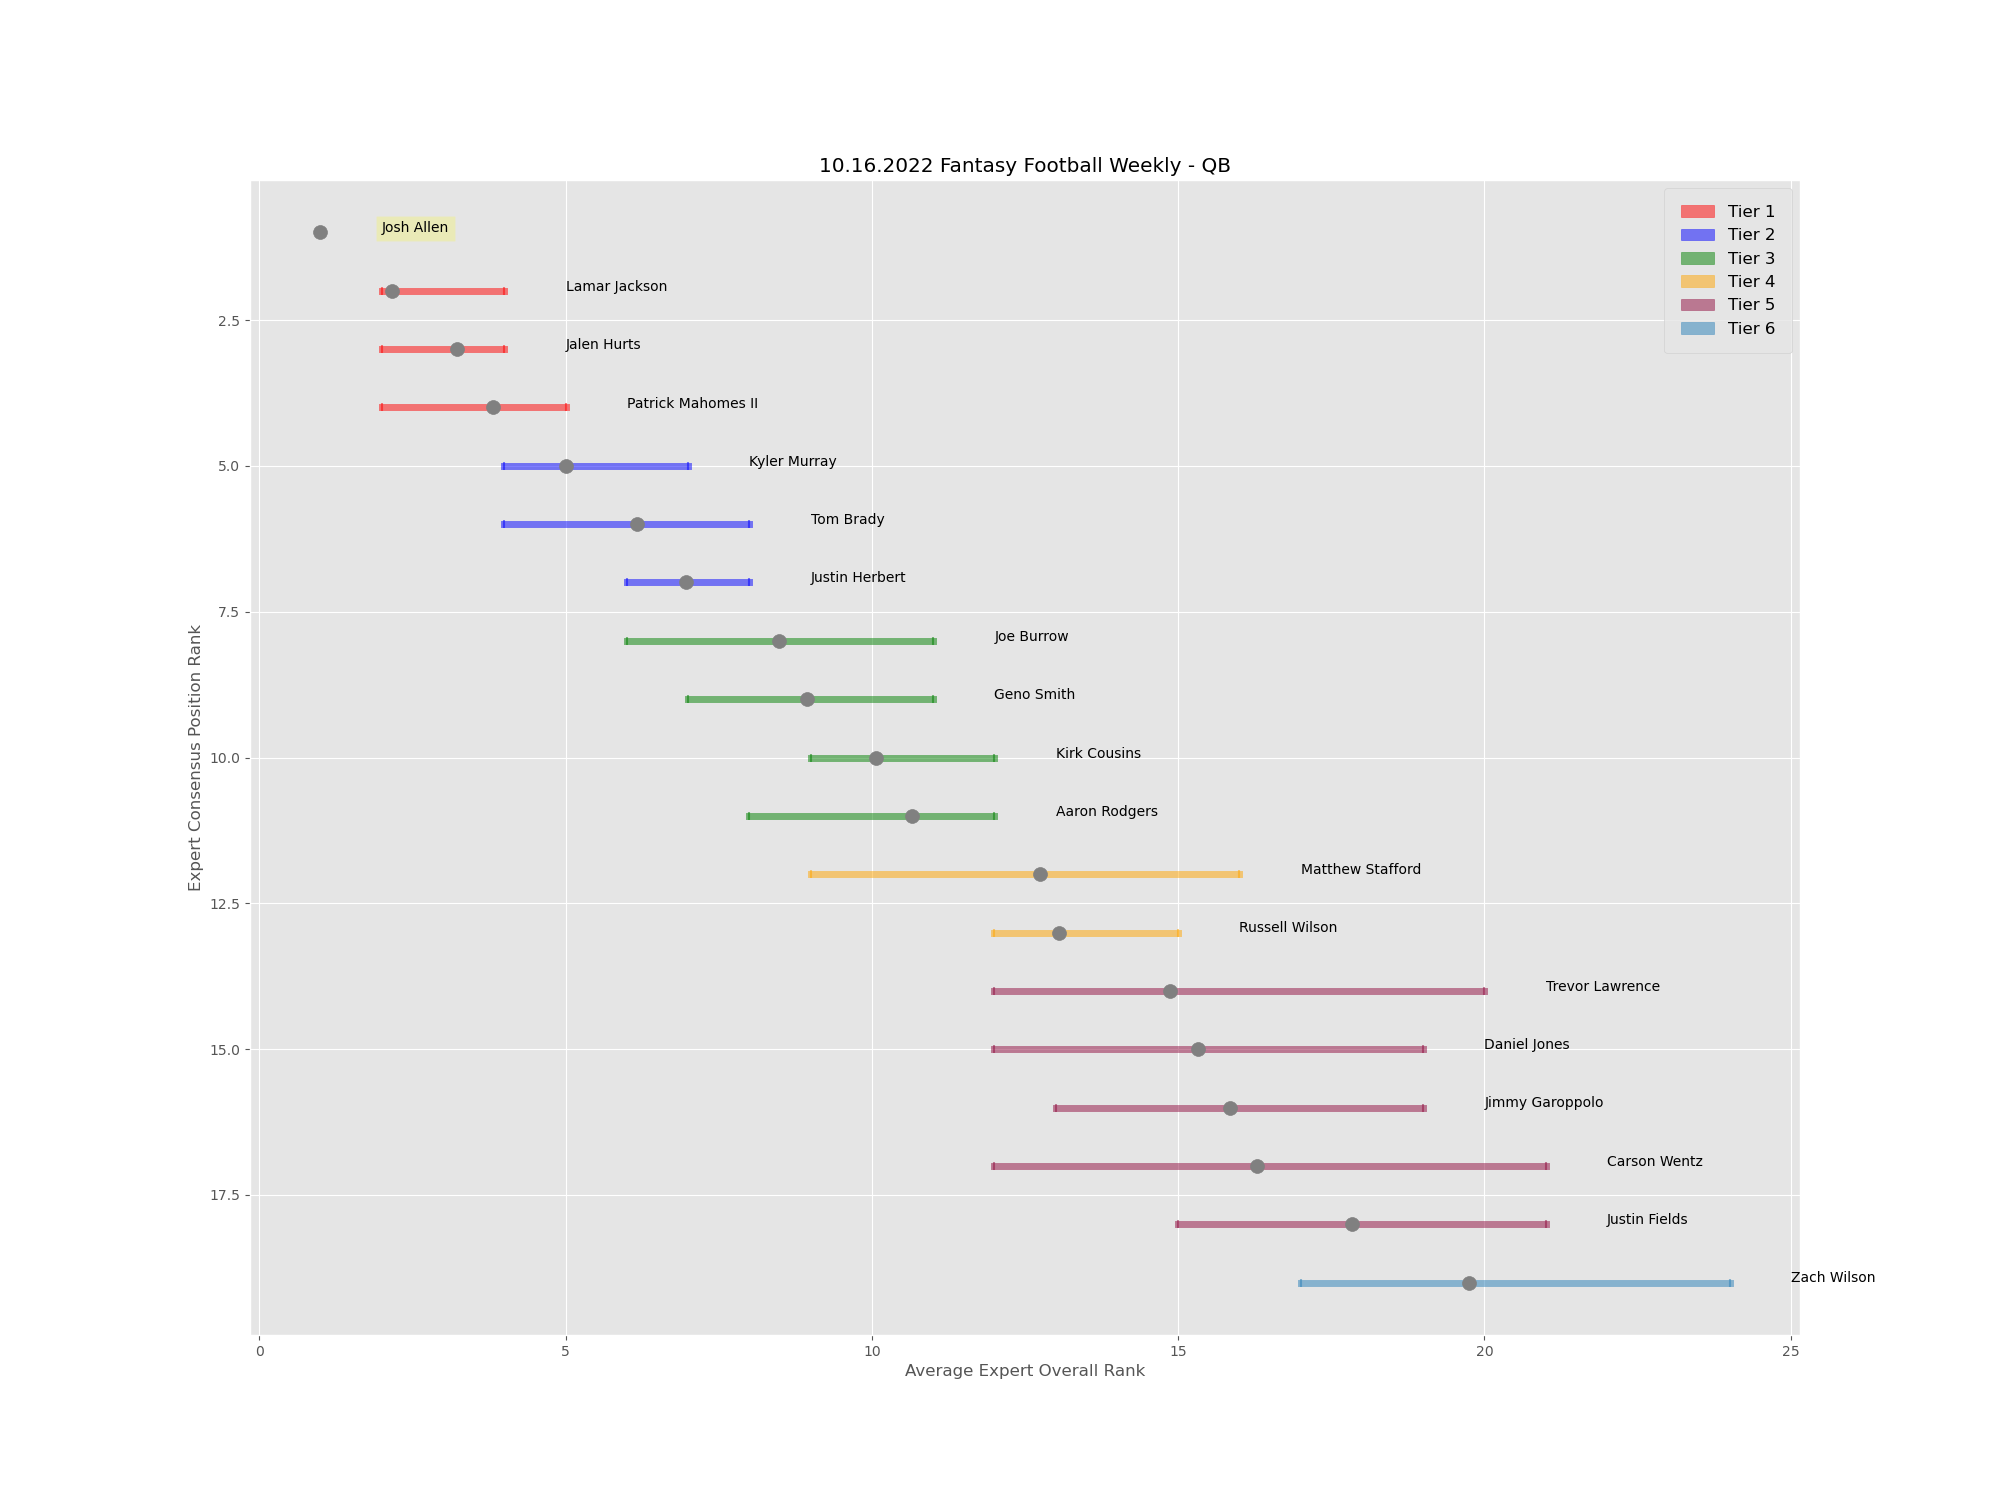 10.16.2022 Fantasy Football Weekly - QB
Tier 1
Tier 2
Tier 3
Tier 4
Tier 5
Tier 6
Josh Allen
Lamar Jackson
Jalen Hurts
Patrick Mahomes II
Kyler Murray
Tom Brady
Justin Herbert
Joe Burrow
Geno Smith
Kirk Cousins
Aaron Rodgers
Matthew Stafford
Russell Wilson
Trevor Lawrence
Daniel Jones
Jimmy Garoppolo
Carson Wentz
Justin Fields
Zach Wilson
2.5
5.0
7.5
10.0
12.5
15.0
17.5
Expert Consensus Position Rank
0 5 10 15 20 25
Average Expert Overall Rank